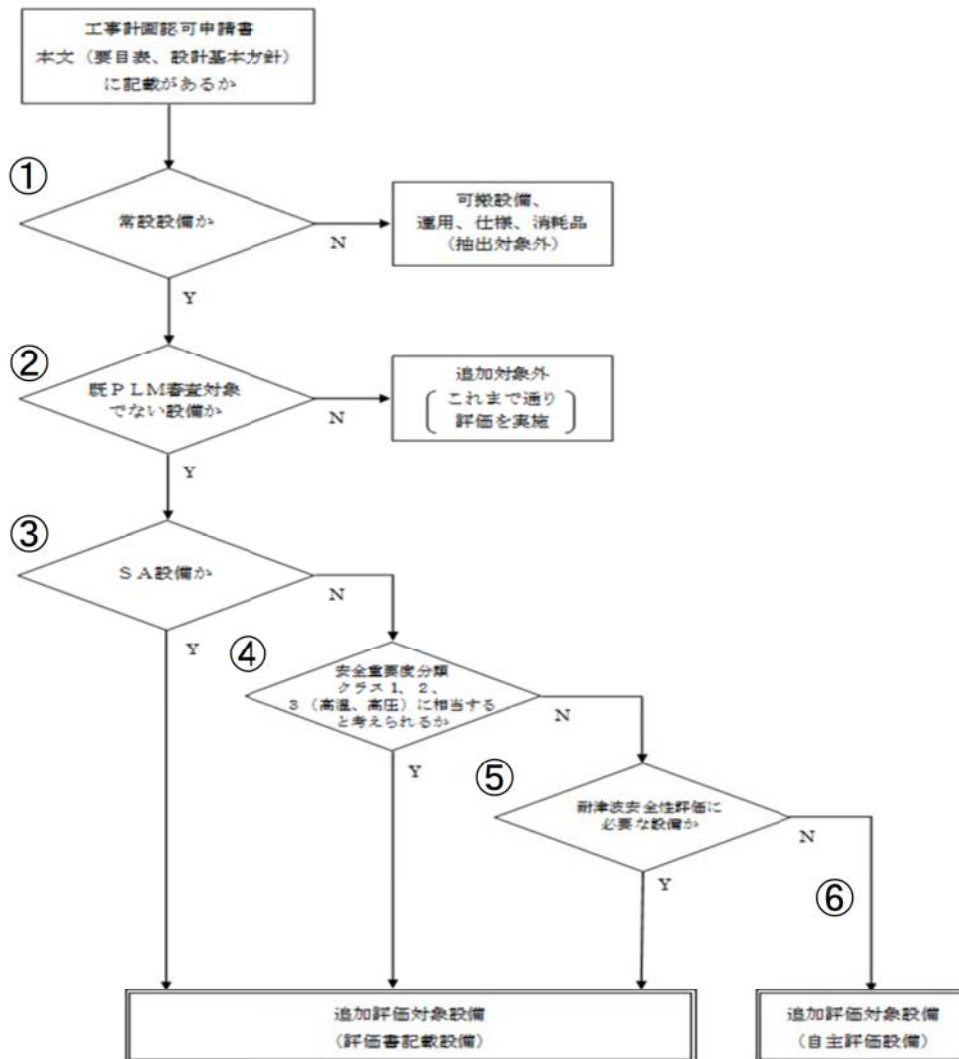 工事計画認可申請書
本文（要目表、設計基本方針）
に記載があるか
①
常設設備か
N
可搬設備、
運用、仕様、消耗品
（抽出対象外）
Y
②
既ＰＬＭ審査対象
でない設備か
N
追加対象外
これまで通り
評価を実施
Y
③
ＳＡ設備か
N
Y
④
安全重要度分類
クラス１、２、
３（高温、高圧）に相当する
と考えられるか
N
Y
⑤
耐津波安全性評価に
必要な設備か
N
Y
⑥
追加評価対象設備
（評価書記載設備）
追加評価対象設備
（自主評価設備）